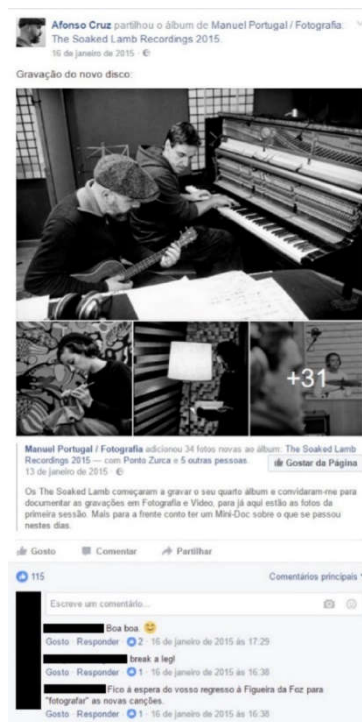 Afonso Cruz partilhou o álbum de Manuel Portugal / Fotografia:
The Soaked Lamb Recordings 2015.
16 de janeiro de 2015
Gravação do novo disco:
+31
Manuel Portugal / Fotografia adicionou 34 fotos novas ao álbum: The Soaked Lamb
Recordings 2015 — com Ponto Zurca e 5 outras pessoas.
Gostar da Página
13 de janeiro de 2015
Os The Soaked Lamb começaram a gravar o seu quarto álbum e convidaram-me para
documentar as gravações em Fotografia e Vídeo, para já aqui estão as fotos da
primeira sessão. Mais para a frente conto ter um Mini-Doc sobre o que se passou
nestes dias.
Gosto Comentar Partilhar
115 Comentários principais
Escreve um comentário...
Boa boa.
Gosto · Responder · 2 · 16 de janeiro de 2015 às 17:29
break a leg!
Gosto · Responder · 1 · 16 de janeiro de 2015 às 16:38
Fico à espera do vosso regresso à Figueira da Foz para
"fotografar" as novas canções.
Gosto · Responder · 1 · 16 de janeiro de 2015 às 16:38